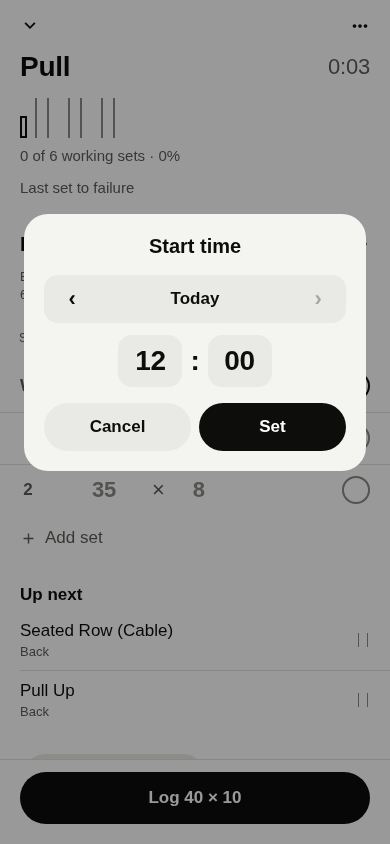 Pull
0:03
0 of 6 working sets · 0%
Last set to failure
Start time
‹ Today ›
12 : 00
Cancel Set
2 35 × 8
+ Add set
Up next
Seated Row (Cable)
Back
Pull Up
Back
Log 40 × 10